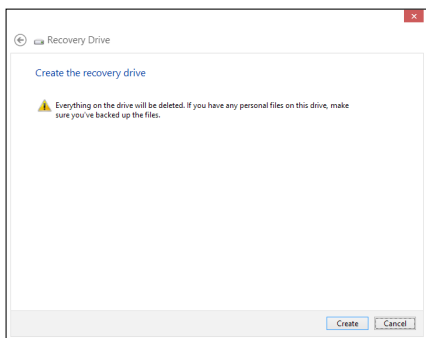 Recovery Drive
Create the recovery drive
Everything on the drive will be deleted. If you have any personal files on this drive, make
sure you've backed up the files.
Create Cancel